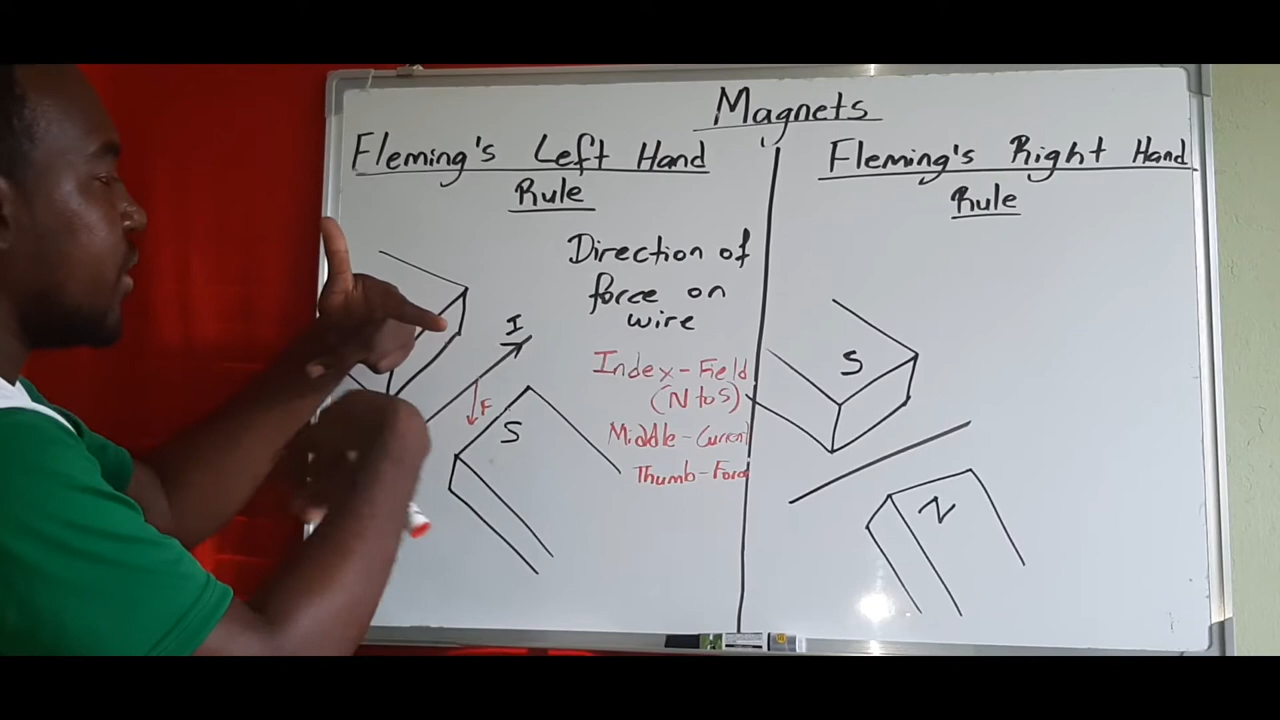 Magnets
Fleming's Left Hand
Rule
Direction of
force on
wire
Index-Field
(N to S)
Middle-Current
Thumb-Force
I
F
S
Fleming's Right Hand
Rule
S
N